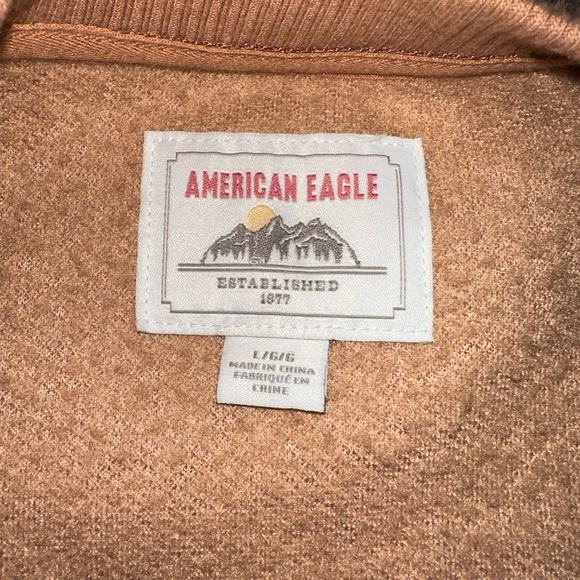 AMERICAN EAGLE
ESTABLISHED
1977
L/G/G
MADE IN CHINA
FABRIQUÉ EN
CHINE